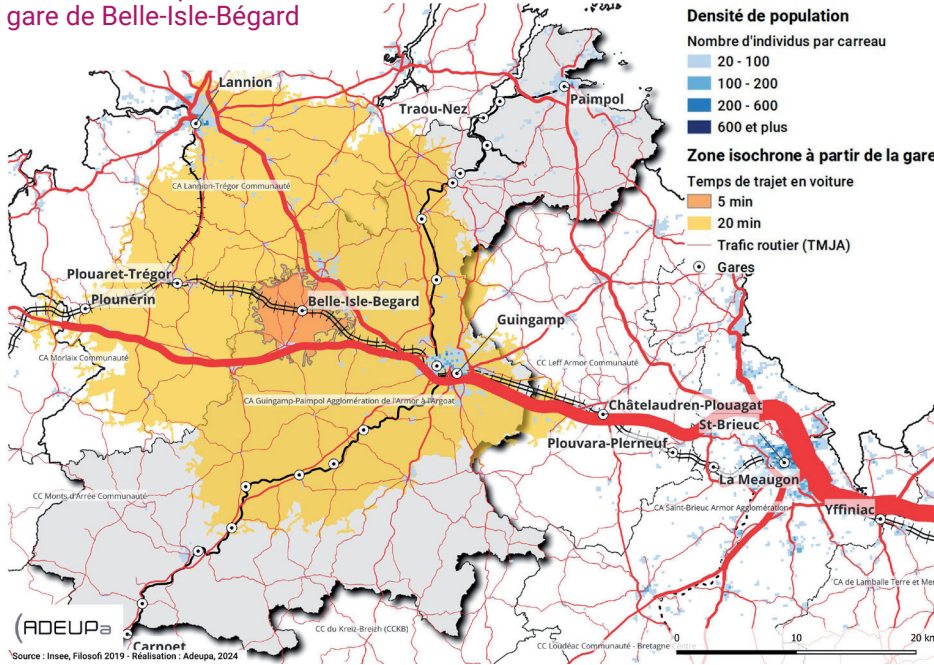 gare de Belle-Isle-Bégard
Densité de population
Nombre d'individus par carreau
20 - 100
100 - 200
200 - 600
600 et plus
Zone isochrone à partir de la gare
Temps de trajet en voiture
5 min
20 min
Trafic routier (TMJA)
Gares
Lannion
Traou-Nez
Paimpol
CA Lannion-Trégor Communauté
Plouaret-Trégor
Plounérin
Belle-Isle-Begard
Guingamp
CA Morlaix Communauté
CC Leff Armor Communauté
CA Guingamp-Paimpol Agglomération de l'Armor à l'Argoat
Châtelaudren-Plouagat
St-Brieuc
Plouvara-Plerneuf
La Meaugon
CC Monts d'Arrée Communauté
CA Saint-Brieuc Armor Agglomération
Yffiniac
CA de Lamballe Terre et Mer
ADEUPa
Carnoet
CC du Kreiz-Breizh (CCKB)
CC Loudéac Communauté - Bretagne Centre
0 10 20 km
Source : Insee, Filosofi 2019 - Réalisation : Adeupa, 2024